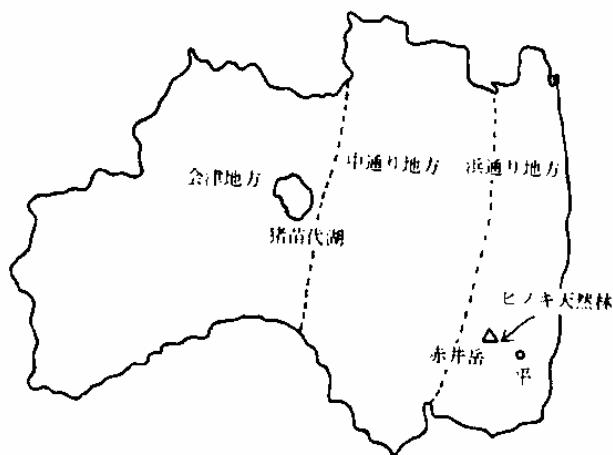 会津地方
中通り地方
浜通り地方
猪苗代湖
ヒノキ天然林
赤井岳
平